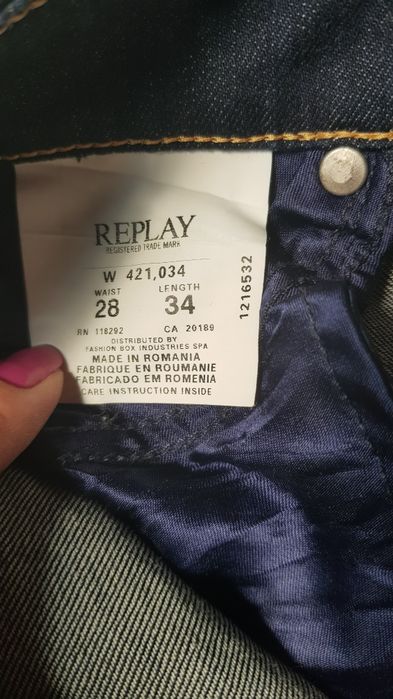 REPLAY
REGISTERED TRADE MARK
W 421,034
WAIST LENGTH
28 34
1216532
RN 118292 CA 20189
DISTRIBUTED BY
FASHION BOX INDUSTRIES SPA
MADE IN ROMANIA
FABRIQUE EN ROUMANIE
FABRICADO EM ROMENIA
CARE INSTRUCTION INSIDE